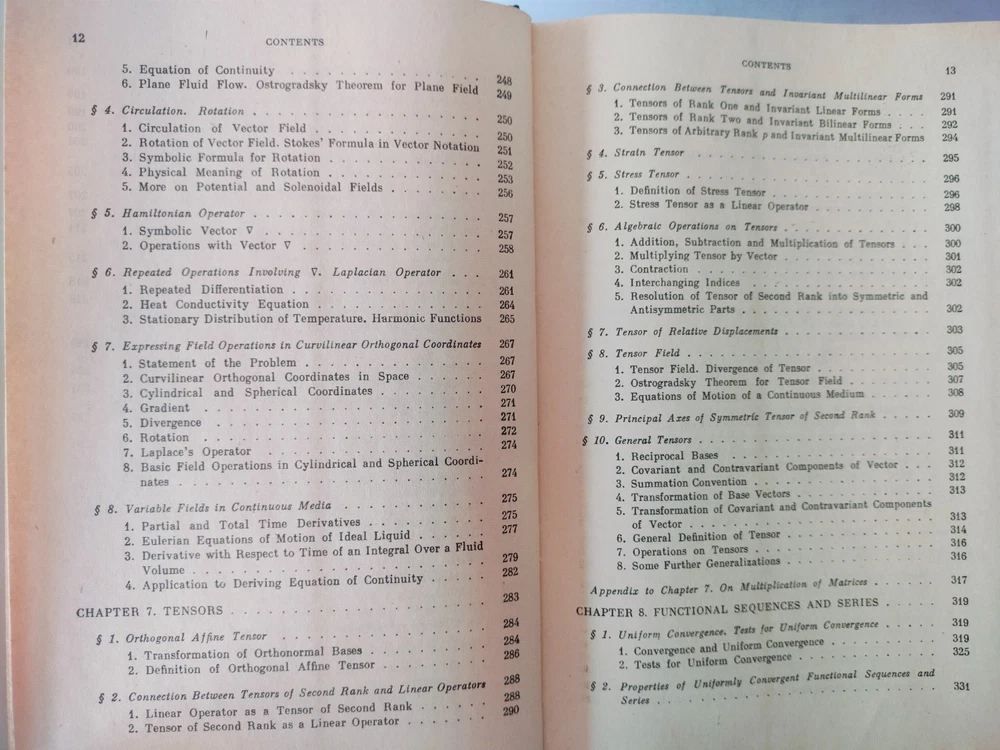 12
CONTENTS
5. Equation of Continuity . . . . . . . . . . . . . . . . 248
6. Plane Fluid Flow. Ostrogradsky Theorem for Plane Field 249
§ 4. Circulation. Rotation . . . . . . . . . . . . . . . . 250
1. Circulation of Vector Field . . . . . . . . . . . . . . 250
2. Rotation of Vector Field. Stokes' Formula in Vector Notation 251
3. Symbolic Formula for Rotation . . . . . . . . . . . . 252
4. Physical Meaning of Rotation . . . . . . . . . . . . . 253
5. More on Potential and Solenoidal Fields . . . . . . . 256
§ 5. Hamiltonian Operator . . . . . . . . . . . . . . . . 257
1. Symbolic Vector ∇ . . . . . . . . . . . . . . . . . . 257
2. Operations with Vector ∇ . . . . . . . . . . . . . . . 258
§ 6. Repeated Operations Involving ∇. Laplacian Operator . . . 261
1. Repeated Differentiation . . . . . . . . . . . . . . . 261
2. Heat Conductivity Equation . . . . . . . . . . . . . . 264
3. Stationary Distribution of Temperature. Harmonic Functions 265
§ 7. Expressing Field Operations in Curvilinear Orthogonal Coordinates 267
1. Statement of the Problem . . . . . . . . . . . . . . . 267
2. Curvilinear Orthogonal Coordinates in Space . . . . . . 267
3. Cylindrical and Spherical Coordinates . . . . . . . . 270
4. Gradient . . . . . . . . . . . . . . . . . . . . . . 271
5. Divergence . . . . . . . . . . . . . . . . . . . . . 271
6. Rotation . . . . . . . . . . . . . . . . . . . . . . 272
7. Laplace's Operator . . . . . . . . . . . . . . . . . . 274
8. Basic Field Operations in Cylindrical and Spherical Coordi-
nates . . . . . . . . . . . . . . . . . . . . . . . . 274
§ 8. Variable Fields in Continuous Media . . . . . . . . . . 275
1. Partial and Total Time Derivatives . . . . . . . . . . 275
2. Eulerian Equations of Motion of Ideal Liquid . . . . . . 277
3. Derivative with Respect to Time of an Integral Over a Fluid
Volume . . . . . . . . . . . . . . . . . . . . . . . 279
4. Application to Deriving Equation of Continuity . . . . . 282
CHAPTER 7. TENSORS . . . . . . . . . . . . . . . . . . . 283
§ 1. Orthogonal Affine Tensor . . . . . . . . . . . . . . . 284
1. Transformation of Orthonormal Bases . . . . . . . . . 284
2. Definition of Orthogonal Affine Tensor . . . . . . . . 286
§ 2. Connection Between Tensors of Second Rank and Linear Operators 288
1. Linear Operator as a Tensor of Second Rank . . . . . . 288
2. Tensor of Second Rank as a Linear Operator . . . . . . 290
CONTENTS
13
§ 3. Connection Between Tensors and Invariant Multilinear Forms 291
1. Tensors of Rank One and Invariant Linear Forms . . . . 291
2. Tensors of Rank Two and Invariant Bilinear Forms . . . 292
3. Tensors of Arbitrary Rank p and Invariant Multilinear Forms 294
§ 4. Strain Tensor . . . . . . . . . . . . . . . . . . . . 295
§ 5. Stress Tensor . . . . . . . . . . . . . . . . . . . . 296
1. Definition of Stress Tensor . . . . . . . . . . . . . . 296
2. Stress Tensor as a Linear Operator . . . . . . . . . . 298
§ 6. Algebraic Operations on Tensors . . . . . . . . . . . . 300
1. Addition, Subtraction and Multiplication of Tensors . . . 300
2. Multiplying Tensor by Vector . . . . . . . . . . . . . 301
3. Contraction . . . . . . . . . . . . . . . . . . . . . 302
4. Interchanging Indices . . . . . . . . . . . . . . . . . 302
5. Resolution of Tensor of Second Rank into Symmetric and
Antisymmetric Parts . . . . . . . . . . . . . . . . . 302
§ 7. Tensor of Relative Displacements . . . . . . . . . . . . 303
§ 8. Tensor Field . . . . . . . . . . . . . . . . . . . . . 305
1. Tensor Field. Divergence of Tensor . . . . . . . . . . 305
2. Ostrogradsky Theorem for Tensor Field . . . . . . . . 307
3. Equations of Motion of a Continuous Medium . . . . . . 308
§ 9. Principal Axes of Symmetric Tensor of Second Rank . . . . . 309
§ 10. General Tensors . . . . . . . . . . . . . . . . . . . 311
1. Reciprocal Bases . . . . . . . . . . . . . . . . . . . 311
2. Covariant and Contravariant Components of Vector . . . 312
3. Summation Convention . . . . . . . . . . . . . . . . 312
4. Transformation of Base Vectors . . . . . . . . . . . . 313
5. Transformation of Covariant and Contravariant Components
of Vector . . . . . . . . . . . . . . . . . . . . . . 313
6. General Definition of Tensor . . . . . . . . . . . . . 314
7. Operations on Tensors . . . . . . . . . . . . . . . . . 316
8. Some Further Generalizations . . . . . . . . . . . . . 316
Appendix to Chapter 7. On Multiplication of Matrices . . . . . . 317
CHAPTER 8. FUNCTIONAL SEQUENCES AND SERIES . . . . . . 319
§ 1. Uniform Convergence. Tests for Uniform Convergence . . . . . 319
1. Convergence and Uniform Convergence . . . . . . . . 319
2. Tests for Uniform Convergence . . . . . . . . . . . . 325
§ 2. Properties of Uniformly Convergent Functional Sequences and
Series . . . . . . . . . . . . . . . . . . . . . . . . 331